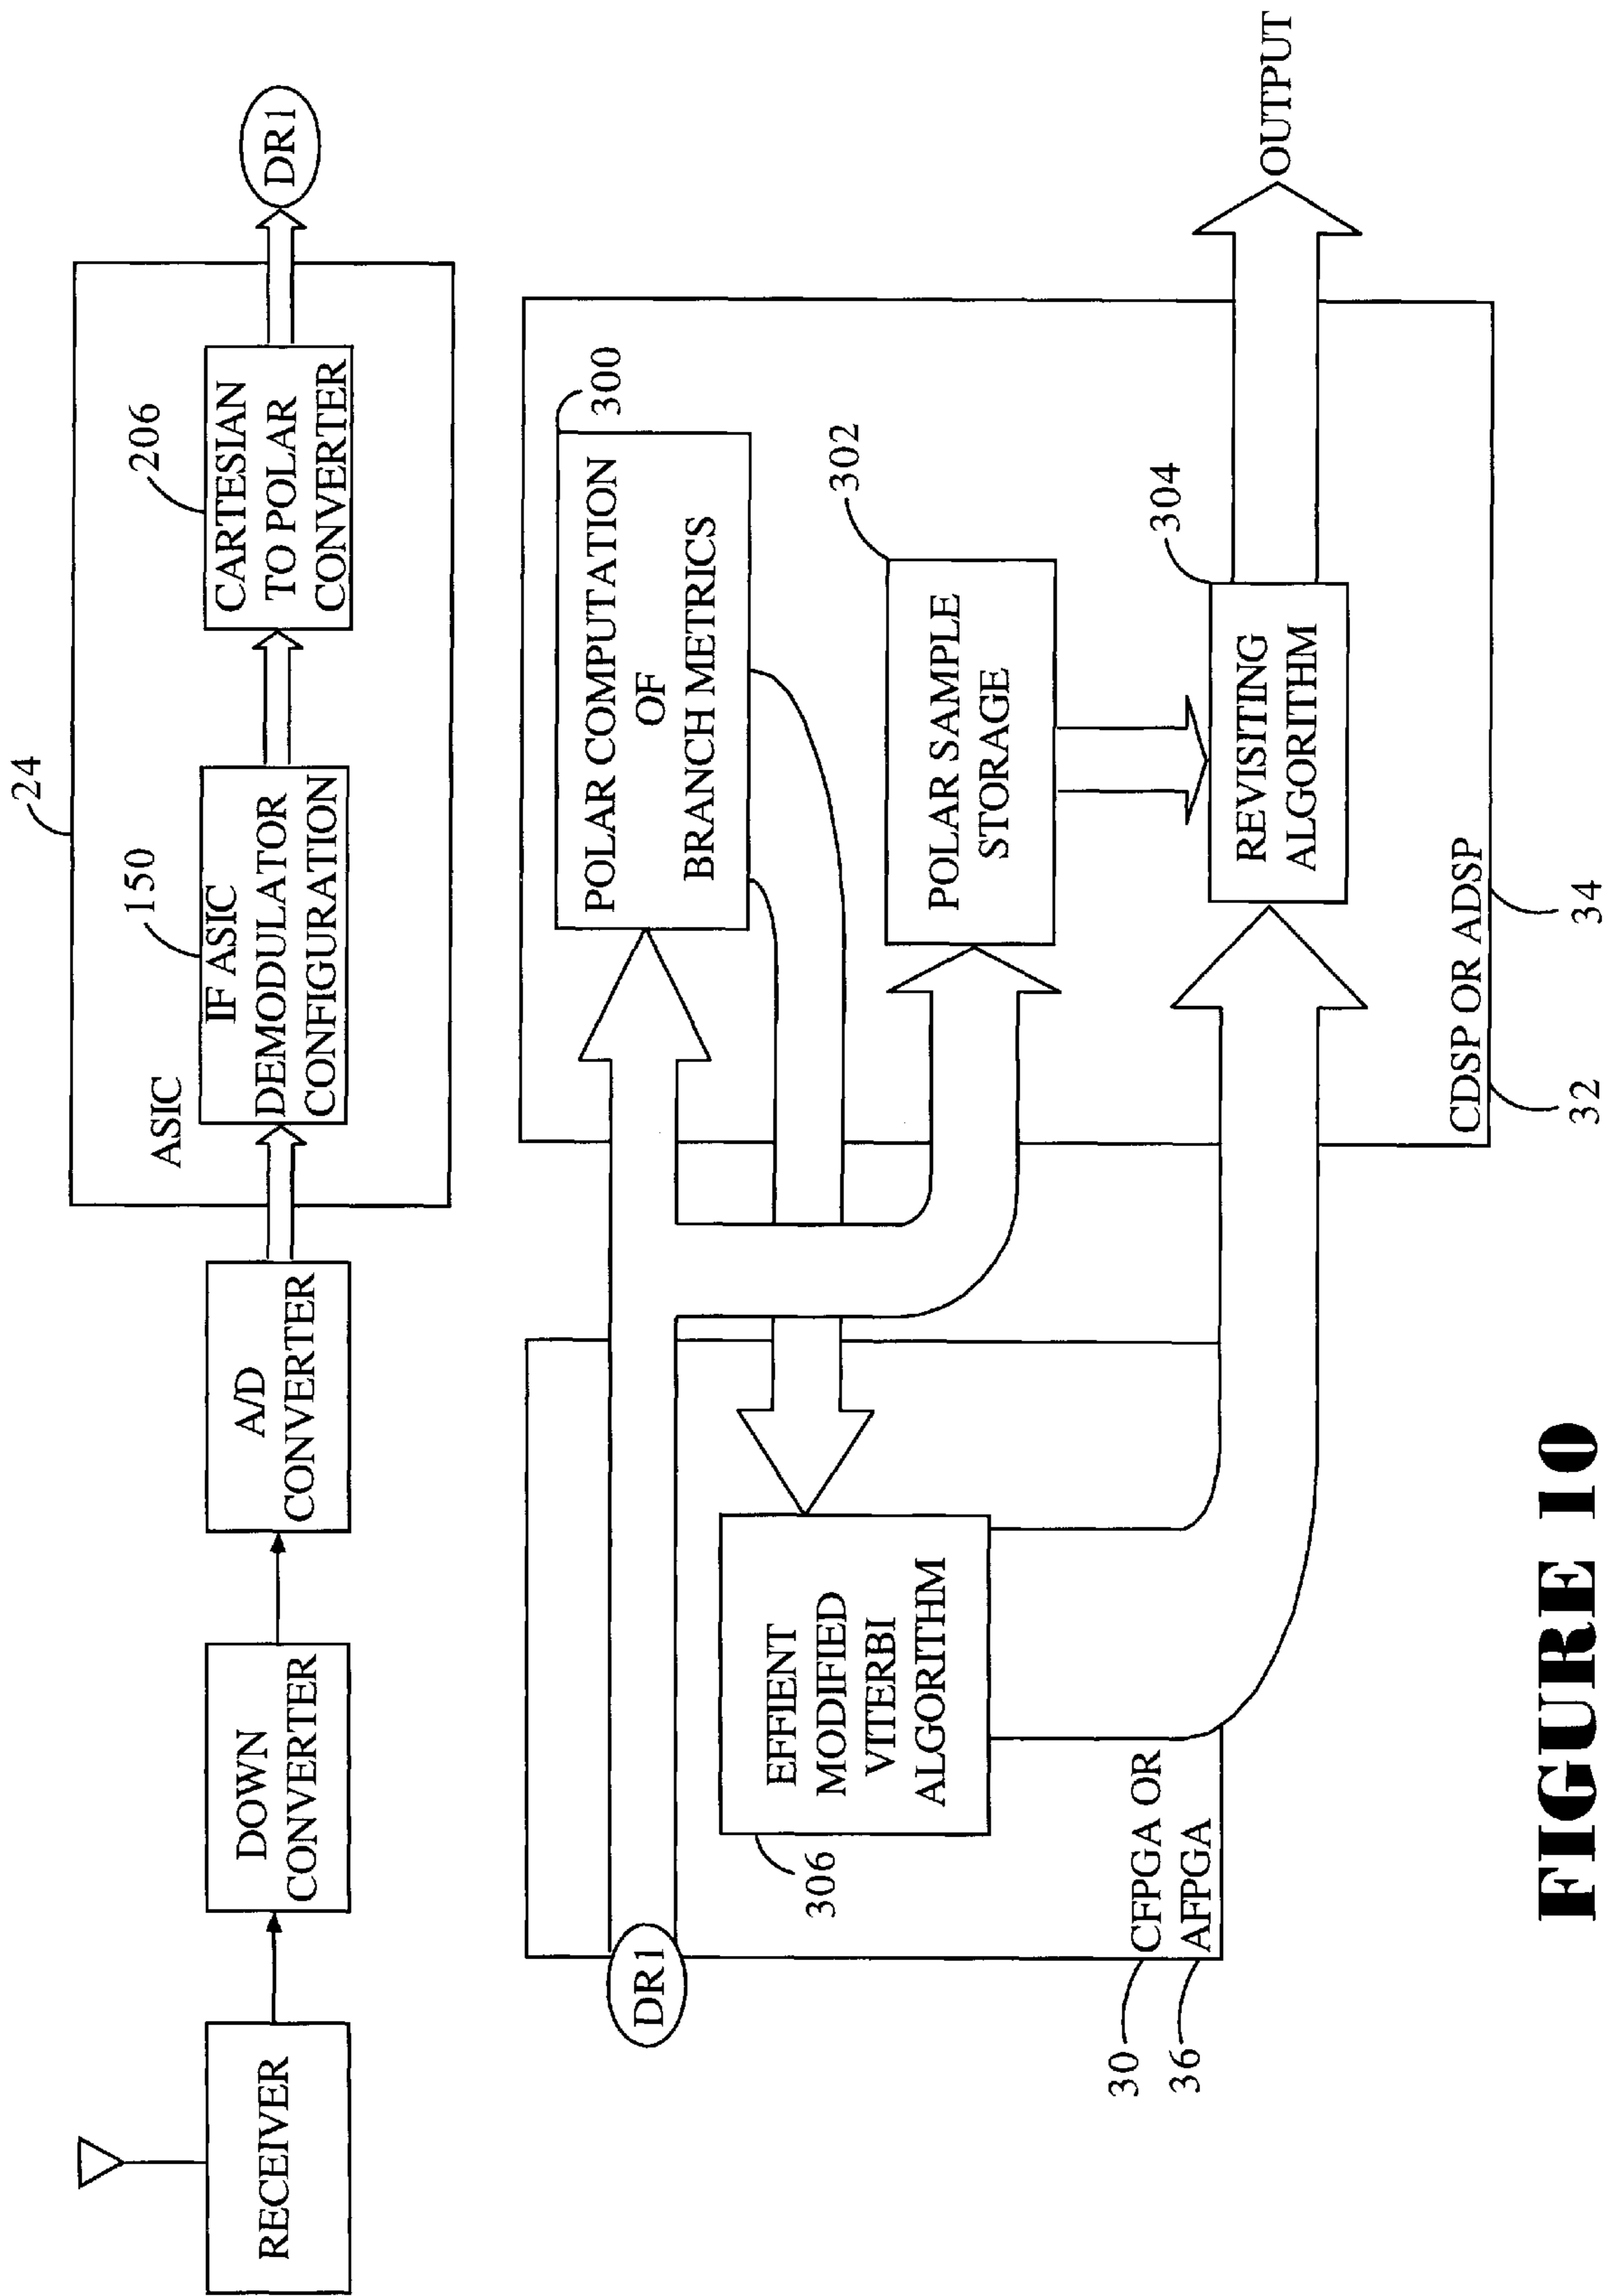 24
ASIC
150
206
RECEIVER
DOWN
CONVERTER
A/D
CONVERTER
IF ASIC
DEMODULATOR
CONFIGURATION
CARTESIAN
TO POLAR
CONVERTER
DR1
DR1
306
EFFIENT
MODIFIED
VITERBI
ALGORITHM
30
CFPGA OR
36
AFPGA
300
POLAR COMPUTATION
OF
BRANCH METRICS
302
POLAR SAMPLE
STORAGE
304
REVISITING
ALGORITHM
OUTPUT
CDSP OR ADSP
32
34
FIGURE 10